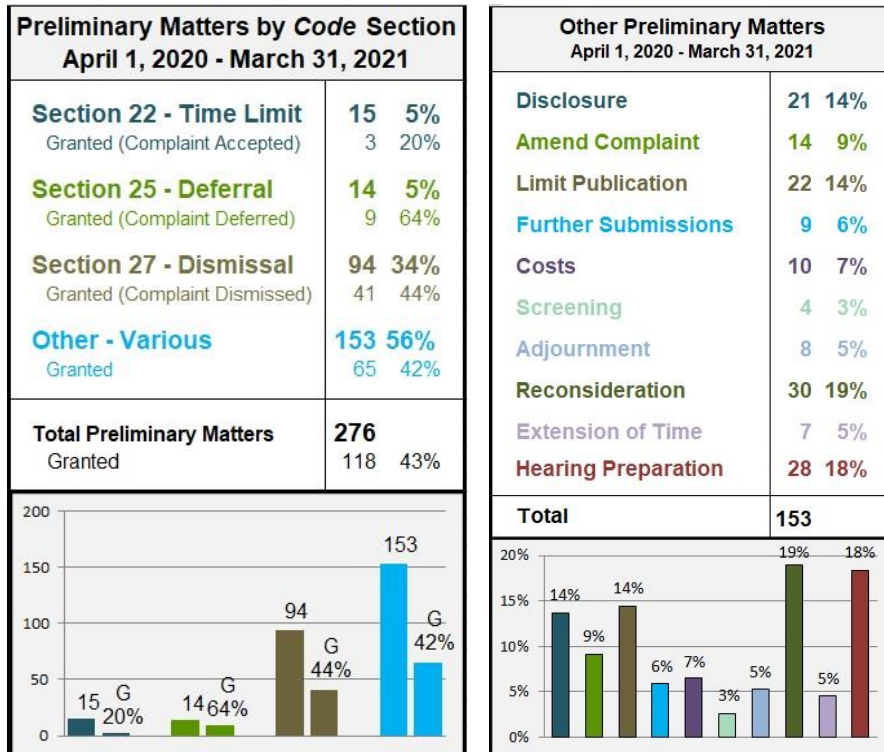 Preliminary Matters by Code Section
April 1, 2020 - March 31, 2021
Section 22 - Time Limit 15 5%
Granted (Complaint Accepted) 3 20%
Section 25 - Deferral 14 5%
Granted (Complaint Deferred) 9 64%
Section 27 - Dismissal 94 34%
Granted (Complaint Dismissed) 41 44%
Other - Various 153 56%
Granted 65 42%
Total Preliminary Matters 276
Granted 118 43%
200
150
100
50
0
15
G
20%
14
G
64%
94
G
44%
153
G
42%
Other Preliminary Matters
April 1, 2020 - March 31, 2021
Disclosure 21 14%
Amend Complaint 14 9%
Limit Publication 22 14%
Further Submissions 9 6%
Costs 10 7%
Screening 4 3%
Adjournment 8 5%
Reconsideration 30 19%
Extension of Time 7 5%
Hearing Preparation 28 18%
Total 153
20%
15%
10%
5%
0%
14%
9%
14%
6%
7%
3%
5%
19%
5%
18%